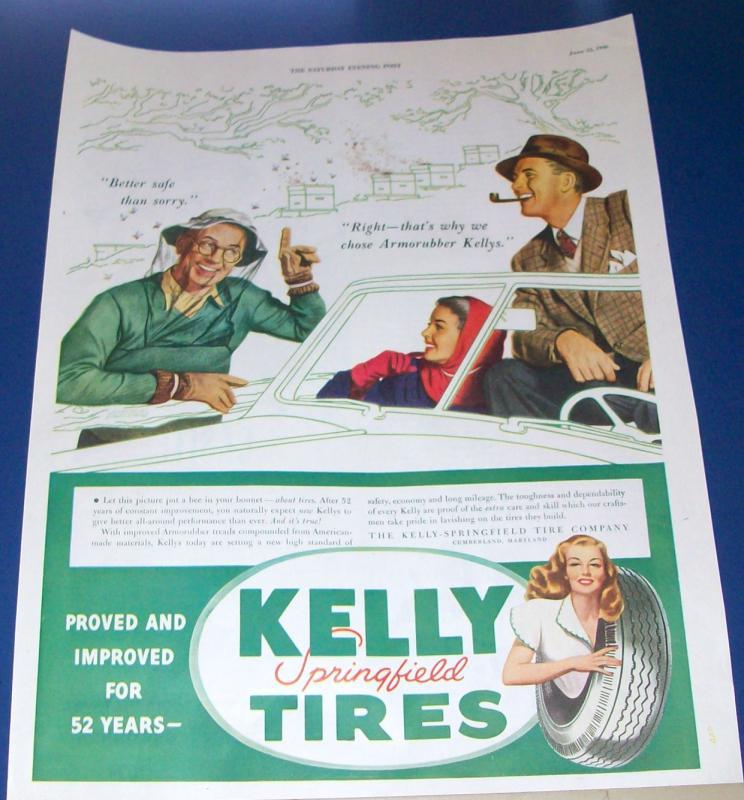 THE SATURDAY EVENING POST
"Better safe
than sorry."
"Right—that's why we
chose Armorubber Kellys."
• Let this picture put a bee in your bonnet—about tires. After 52
years of constant improvement, you naturally expect new Kellys to
give better all-around performance than ever. And it's true!
With improved Armorubber treads compounded from American-
made materials, Kellys today are setting a new high standard of
safety, economy and long mileage. The toughness and dependability
of every Kelly are proof of the extra care and skill which our crafts-
men take pride in lavishing on the tires they build.
THE KELLY-SPRINGFIELD TIRE COMPANY
CUMBERLAND, MARYLAND
PROVED AND
IMPROVED
FOR
52 YEARS—
KELLY
Springfield
TIRES